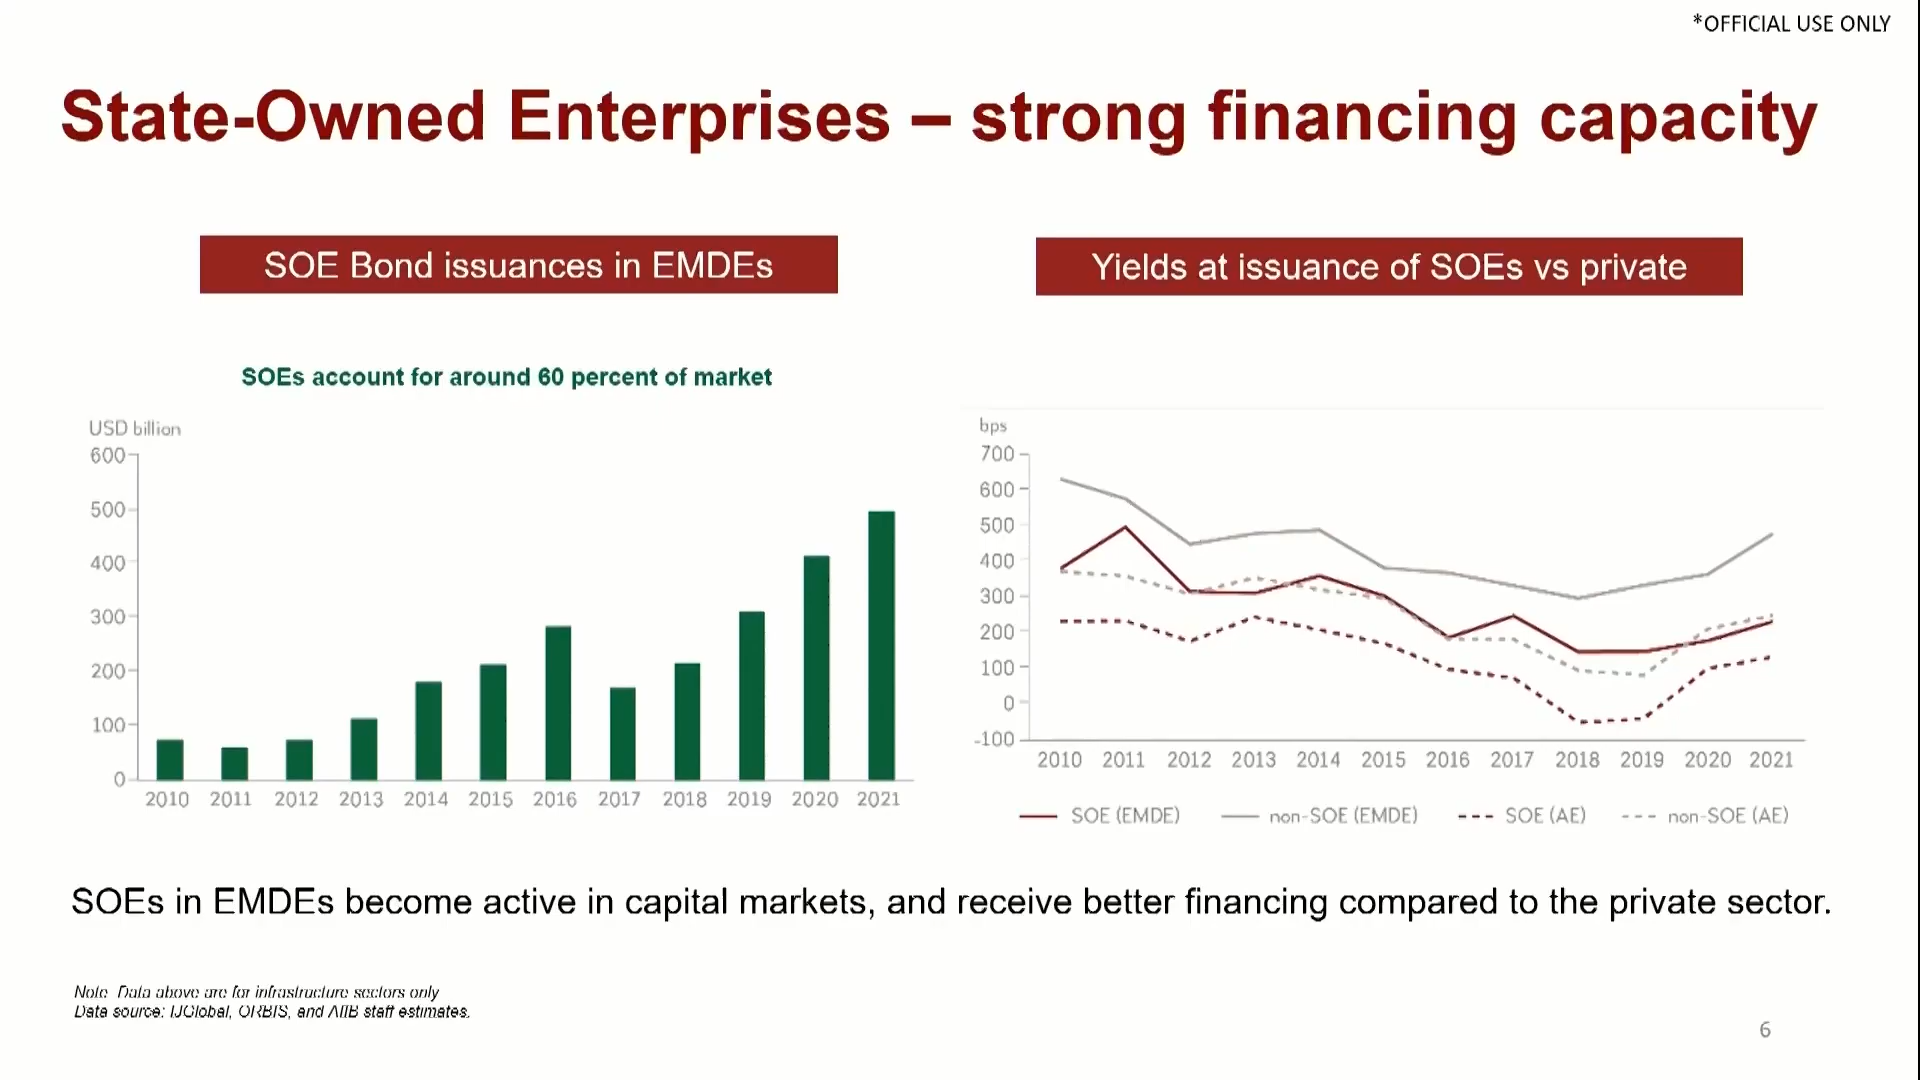 *OFFICIAL USE ONLY
State-Owned Enterprises – strong financing capacity
SOE Bond issuances in EMDEs
Yields at issuance of SOEs vs private
SOEs account for around 60 percent of market
USD billion
600
500
400
300
200
100
0
2010 2011 2012 2013 2014 2015 2016 2017 2018 2019 2020 2021
bps
700
600
500
400
300
200
100
0
-100
2010 2011 2012 2013 2014 2015 2016 2017 2018 2019 2020 2021
SOE (EMDE) non-SOE (EMDE) SOE (AE) non-SOE (AE)
SOEs in EMDEs become active in capital markets, and receive better financing compared to the private sector.
Note: Data above are for infrastructure sectors only
Data source: IJGlobal, ORBIS, and AIIB staff estimates.
6